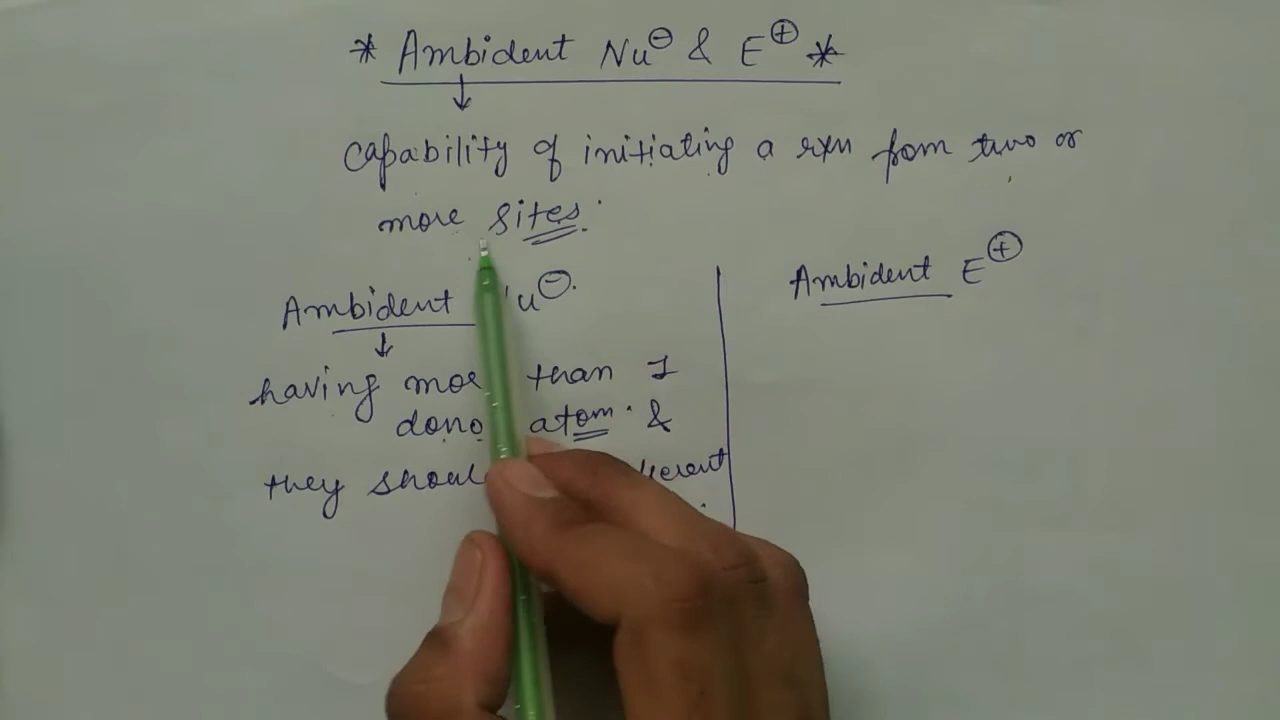 * Ambident Nu⊖ & E⊕ *
↓
Capability of initiating a rxn from two or
more sites.
Ambident u⊖
↓
having mor than 1
dono atom &
they shoul
Ambident E⊕